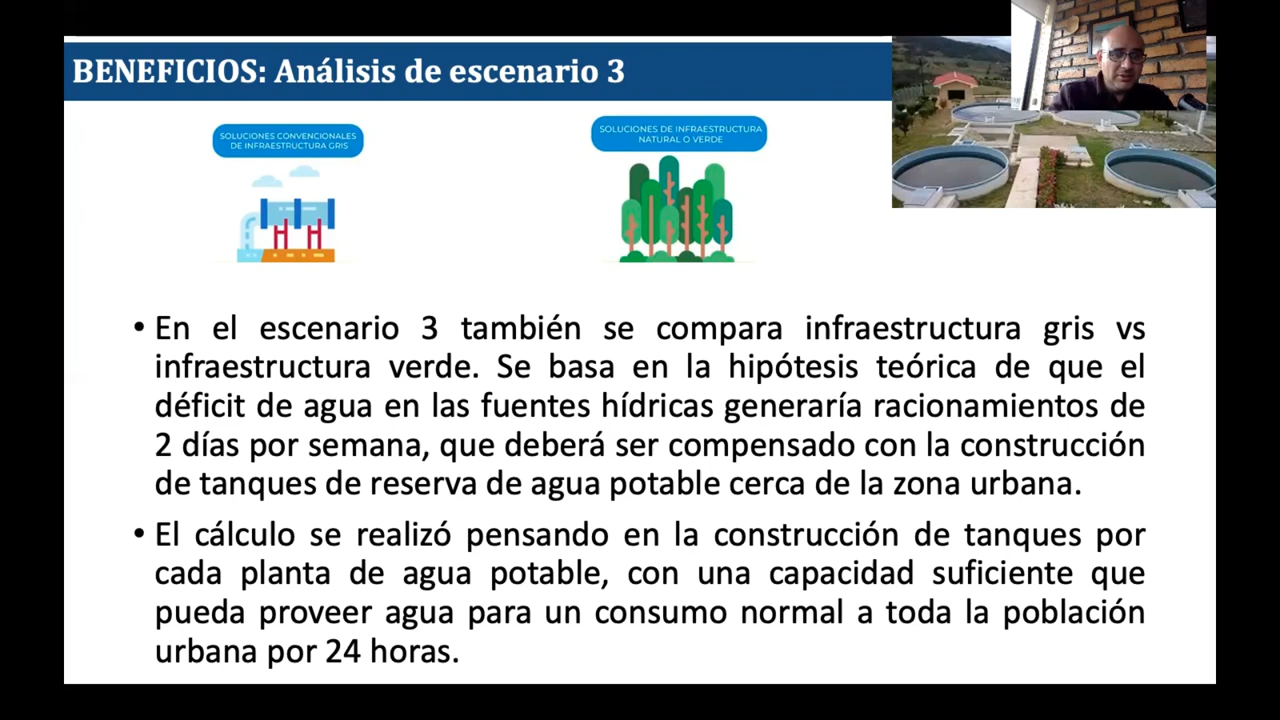 BENEFICIOS: Análisis de escenario 3
SOLUCIONES CONVENCIONALES
DE INFRAESTRUCTURA GRIS
SOLUCIONES DE INFRAESTRUCTURA
NATURAL O VERDE
• En el escenario 3 también se compara infraestructura gris vs
infraestructura verde. Se basa en la hipótesis teórica de que el
déficit de agua en las fuentes hídricas generaría racionamientos de
2 días por semana, que deberá ser compensado con la construcción
de tanques de reserva de agua potable cerca de la zona urbana.
• El cálculo se realizó pensando en la construcción de tanques por
cada planta de agua potable, con una capacidad suficiente que
pueda proveer agua para un consumo normal a toda la población
urbana por 24 horas.